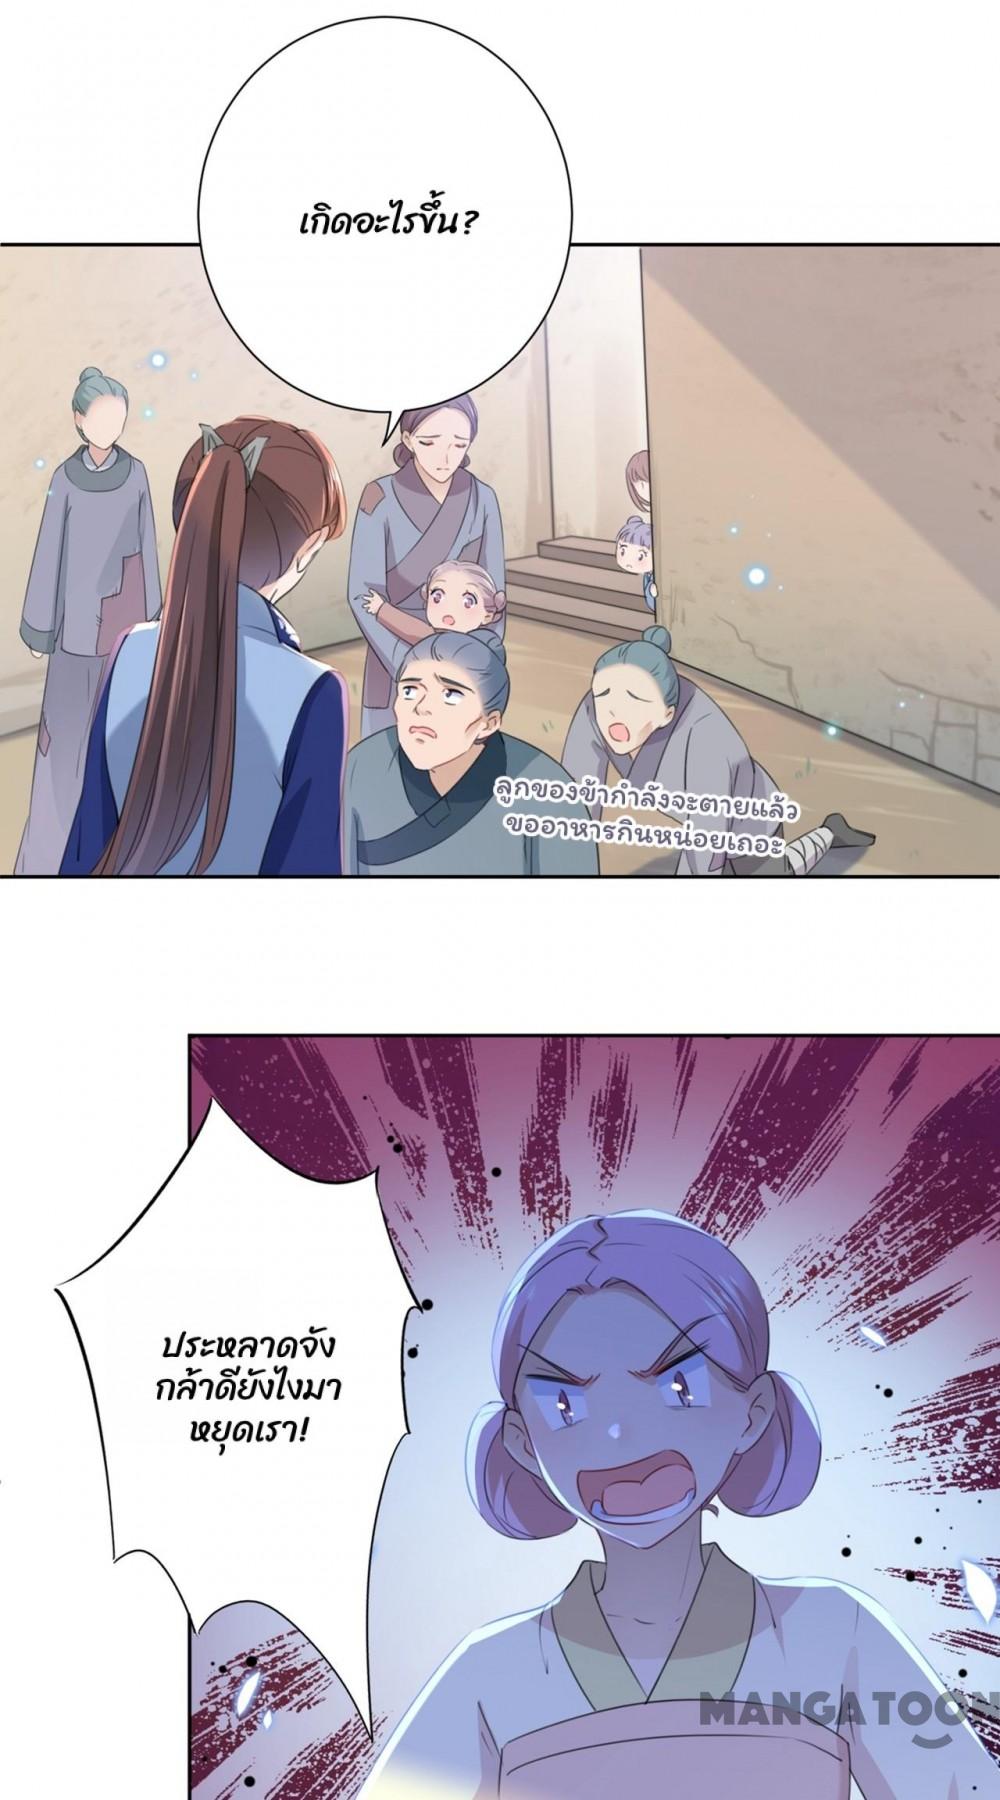 เกิดอะไรขึ้น?
ลูกของข้ากำลังจะตายแล้ว
ขออาหารกินหน่อยเถอะ
ประหลาดจัง
กล้าดียังไงมา
หยุดเรา!
MANGATOON